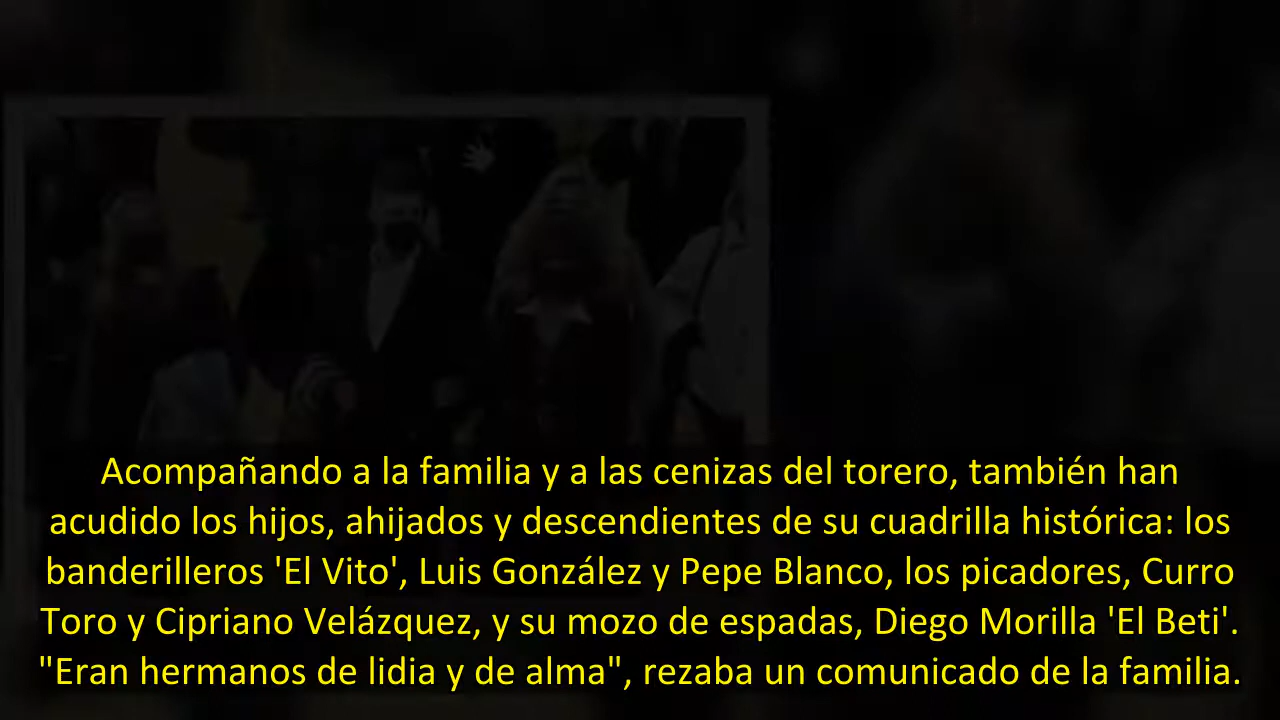 Acompañando a la familia y a las cenizas del torero, también han
acudido los hijos, ahijados y descendientes de su cuadrilla histórica: los
banderilleros 'El Vito', Luis González y Pepe Blanco, los picadores, Curro
Toro y Cipriano Velázquez, y su mozo de espadas, Diego Morilla 'El Beti'.
"Eran hermanos de lidia y de alma", rezaba un comunicado de la familia.